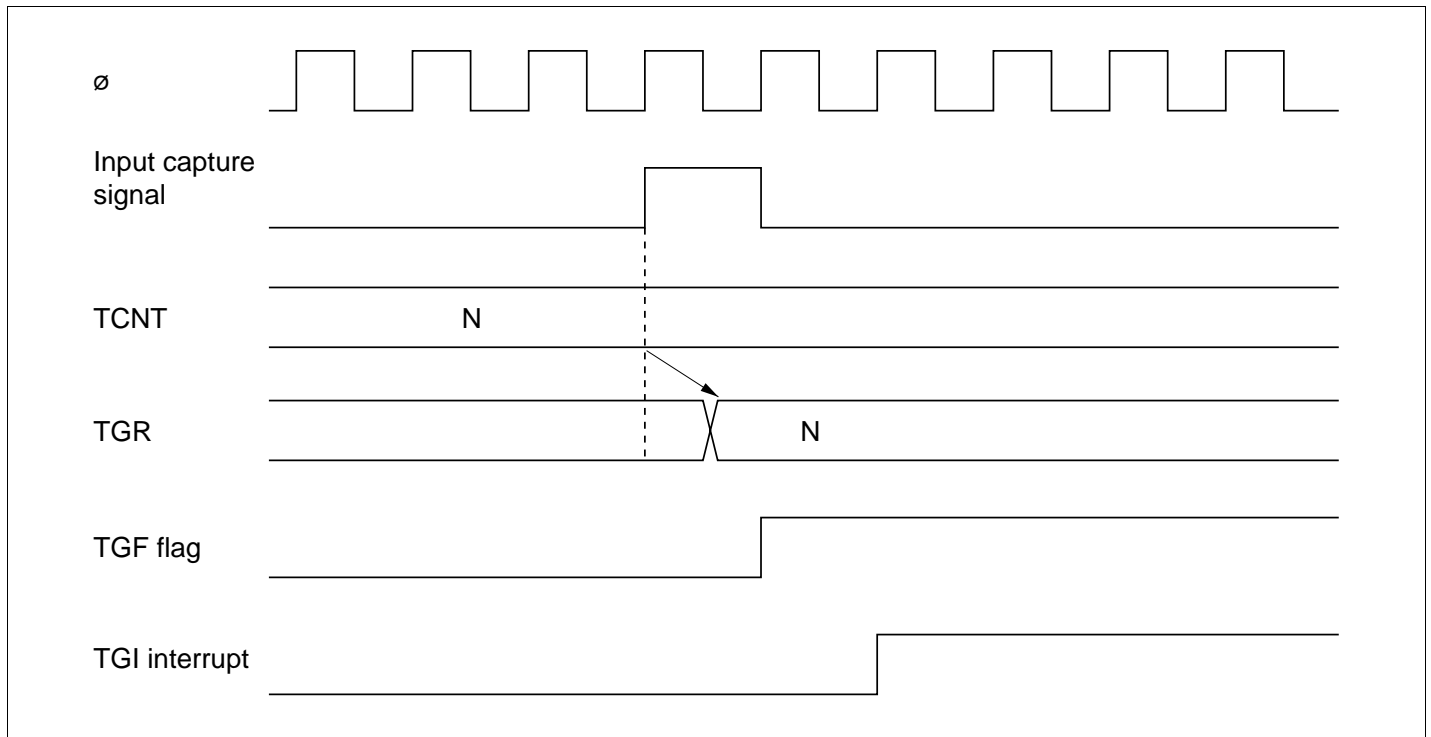 ø
Input capture
signal
TCNT
N
TGR
N
TGF flag
TGI interrupt